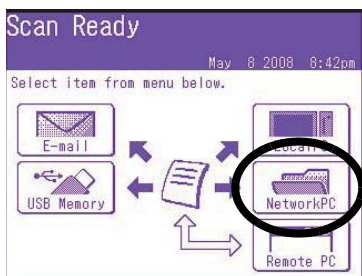 Scan Ready
May 8 2008 8:42pm
Select item from menu below.
E-mail
USB Memory
NetworkPC
Remote PC